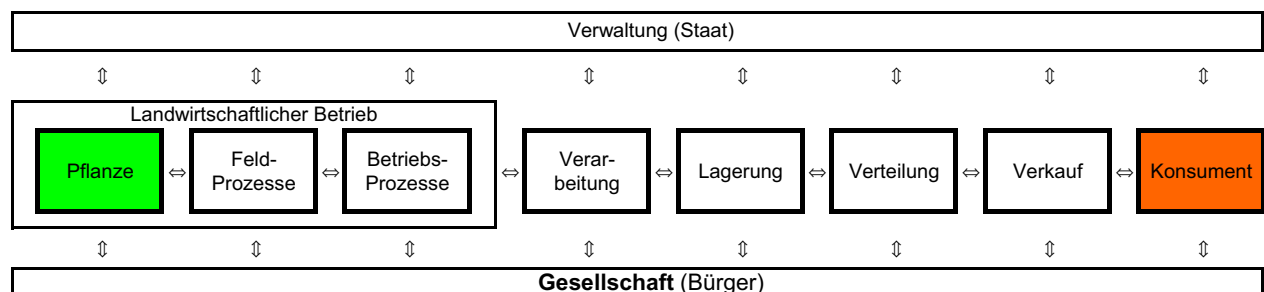 Verwaltung (Staat)
⇕ ⇕ ⇕ ⇕ ⇕ ⇕ ⇕ ⇕
Landwirtschaftlicher Betrieb
Pflanze
⇔
Feld-
Prozesse
⇔
Betriebs-
Prozesse
⇔
Verar-
beitung
⇔
Lagerung
⇔
Verteilung
⇔
Verkauf
⇔
Konsument
⇕ ⇕ ⇕ ⇕ ⇕ ⇕ ⇕ ⇕
Gesellschaft (Bürger)